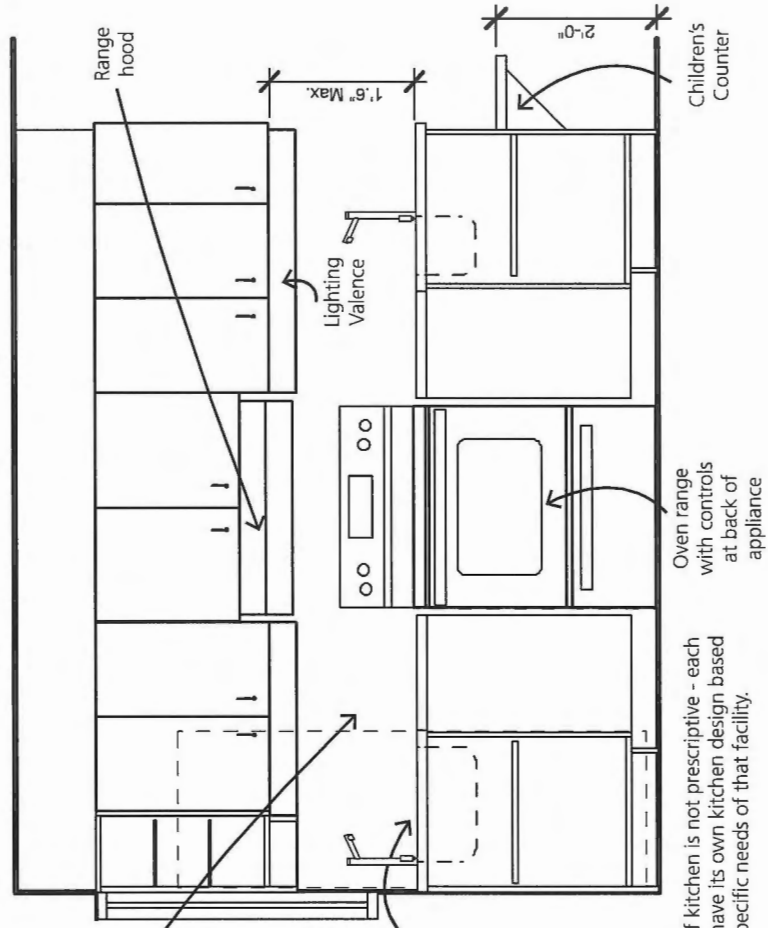 Range
hood
1'.6" Max.
2'-0"
Lighting
Valence
Children's
Counter
Oven range
with controls
at back of
appliance
f kitchen is not prescriptive - each
have its own kitchen design based
pecific needs of that facility.